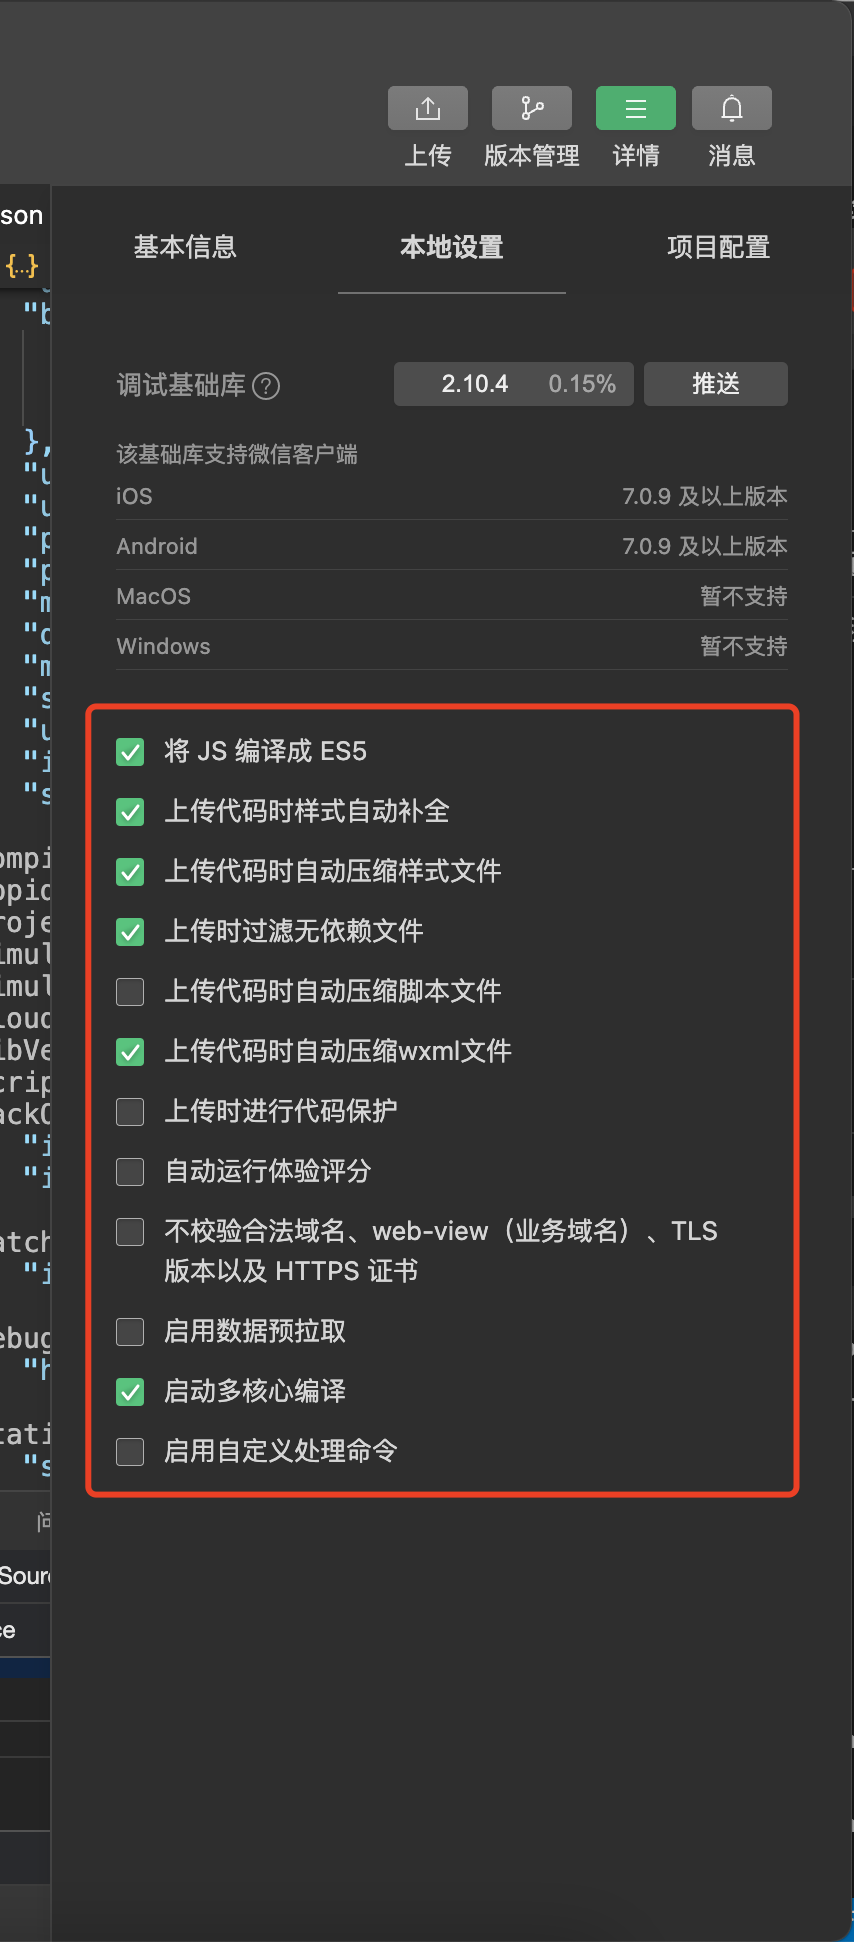 上传
版本管理
详情
消息
son
基本信息
本地设置
项目配置
{...}
"b
调试基础库 ?
2.10.4 0.15%
推送
},
该基础库支持微信客户端
"u
iOS 7.0.9 及以上版本
"u
"p
Android 7.0.9 及以上版本
"p
MacOS 暂不支持
"m
Windows 暂不支持
"m
"s
"u
将 JS 编译成 ES5
"i
"s
上传代码时样式自动补全
ompi
上传代码时自动压缩样式文件
roje
上传时过滤无依赖文件
imul
上传代码时自动压缩脚本文件
imul
loud
上传代码时自动压缩wxml文件
ibVe
crip
上传时进行代码保护
ackO
"i
自动运行体验评分
"i
不校验合法域名、web-view（业务域名）、TLS
版本以及 HTTPS 证书
atch
"i
启用数据预拉取
ebug
"h
启动多核心编译
tati
启用自定义处理命令
"s
问
Sour
ce